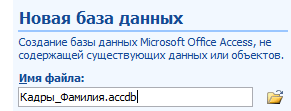 Новая база данных
Создание базы данных Microsoft Office Access, не
содержащей существующих данных или объектов.
Имя файла:
Кадры_Фамилия.accdb